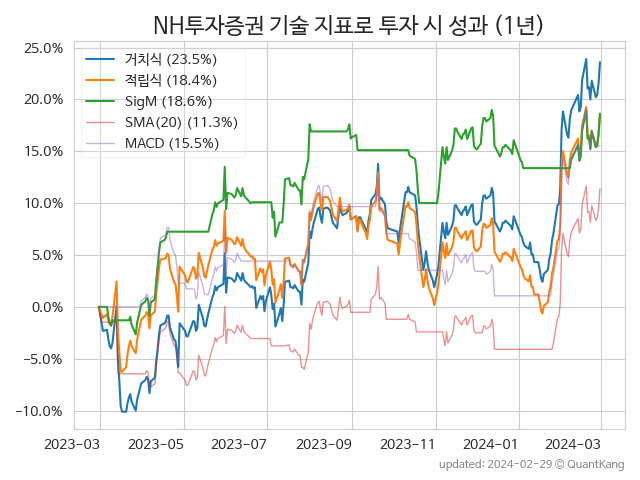 NH투자증권 기술 지표로 투자 시 성과 (1년)
25.0%
20.0%
15.0%
10.0%
5.0%
0.0%
−5.0%
−10.0%
거치식 (23.5%)
적립식 (18.4%)
SigM (18.6%)
SMA(20) (11.3%)
MACD (15.5%)
2023-03 2023-05 2023-07 2023-09 2023-11 2024-01 2024-03
updated: 2024-02-29 © QuantKang